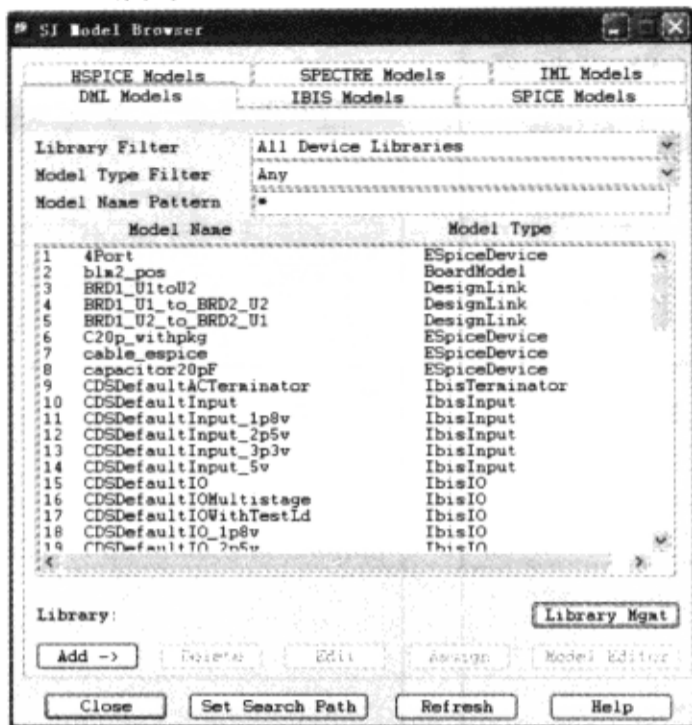 SI Model Browser
HSPICE Models SPECTRE Models IML Models
DML Models IBIS Models SPICE Models
Library Filter All Device Libraries
Model Type Filter Any
Model Name Pattern *
Model Name Model Type
1 4Port ESpiceDevice
2 blm2_pos BoardModel
3 BRD1_U1toU2 DesignLink
4 BRD1_U1_to_BRD2_U2 DesignLink
5 BRD1_U2_to_BRD2_U1 DesignLink
6 C20p_withpkg ESpiceDevice
7 cable_espice ESpiceDevice
8 capacitor20pF ESpiceDevice
9 CDSDefaultACTerminator IbisTerminator
10 CDSDefaultInput IbisInput
11 CDSDefaultInput_1p8v IbisInput
12 CDSDefaultInput_2p5v IbisInput
13 CDSDefaultInput_3p3v IbisInput
14 CDSDefaultInput_5v IbisInput
15 CDSDefaultIO IbisIO
16 CDSDefaultIOMultistage IbisIO
17 CDSDefaultIOWithTestLd IbisIO
18 CDSDefaultIO_1p8v IbisIO
19 CDSDefaultIO_2p5v IbisIO
Library: Library Mgmt
Add -> Delete Edit Assign Model Editor
Close Set Search Path Refresh Help